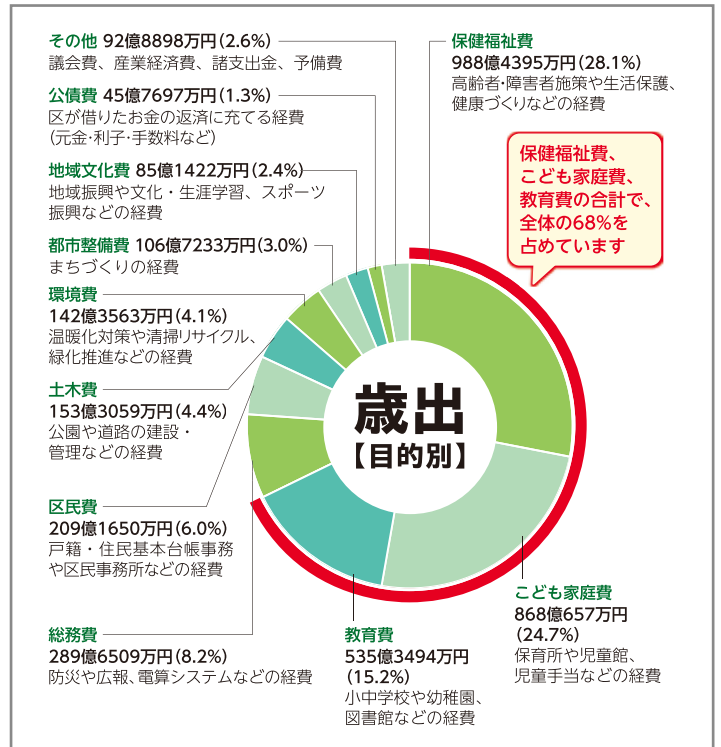 その他 92億8898万円(2.6%)
議会費、産業経済費、諸支出金、予備費
公債費 45億7697万円(1.3%)
区が借りたお金の返済に充てる経費
(元金・利子・手数料など)
地域文化費 85億1422万円(2.4%)
地域振興や文化・生涯学習、スポーツ
振興などの経費
都市整備費 106億7233万円(3.0%)
まちづくりの経費
環境費
142億3563万円(4.1%)
温暖化対策や清掃リサイクル、
緑化推進などの経費
土木費
153億3059万円(4.4%)
公園や道路の建設・
管理などの経費
区民費
209億1650万円(6.0%)
戸籍・住民基本台帳事務
や区民事務所などの経費
総務費
289億6509万円(8.2%)
防災や広報、電算システムなどの経費
保健福祉費
988億4395万円(28.1%)
高齢者・障害者施策や生活保護、
健康づくりなどの経費
保健福祉費、
こども家庭費、
教育費の合計で、
全体の68%を
占めています
歳出
【目的別】
こども家庭費
868億657万円
(24.7%)
保育所や児童館、
児童手当などの経費
教育費
535億3494万円
(15.2%)
小中学校や幼稚園、
図書館などの経費